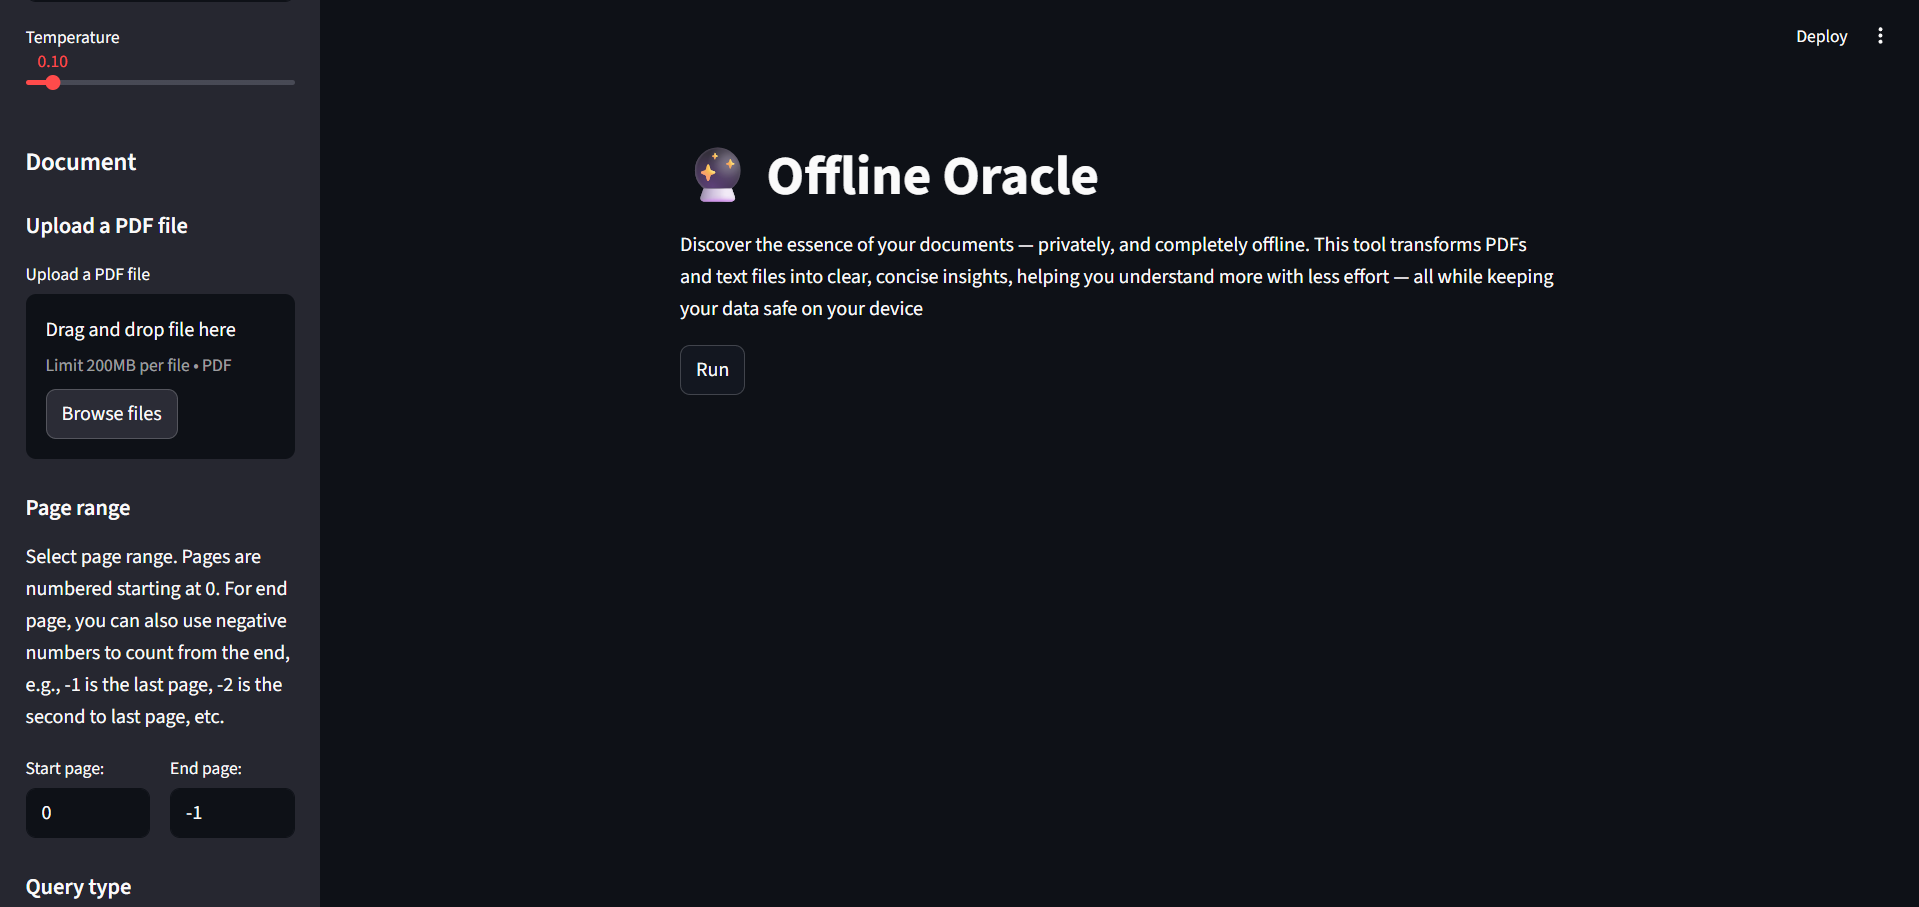 Temperature
0.10
Document
Upload a PDF file
Upload a PDF file
Drag and drop file here
Limit 200MB per file • PDF
Browse files
Page range
Select page range. Pages are
numbered starting at 0. For end
page, you can also use negative
numbers to count from the end,
e.g., -1 is the last page, -2 is the
second to last page, etc.
Start page: End page:
0 -1
Query type
Deploy
Offline Oracle
Discover the essence of your documents — privately, and completely offline. This tool transforms PDFs
and text files into clear, concise insights, helping you understand more with less effort — all while keeping
your data safe on your device
Run